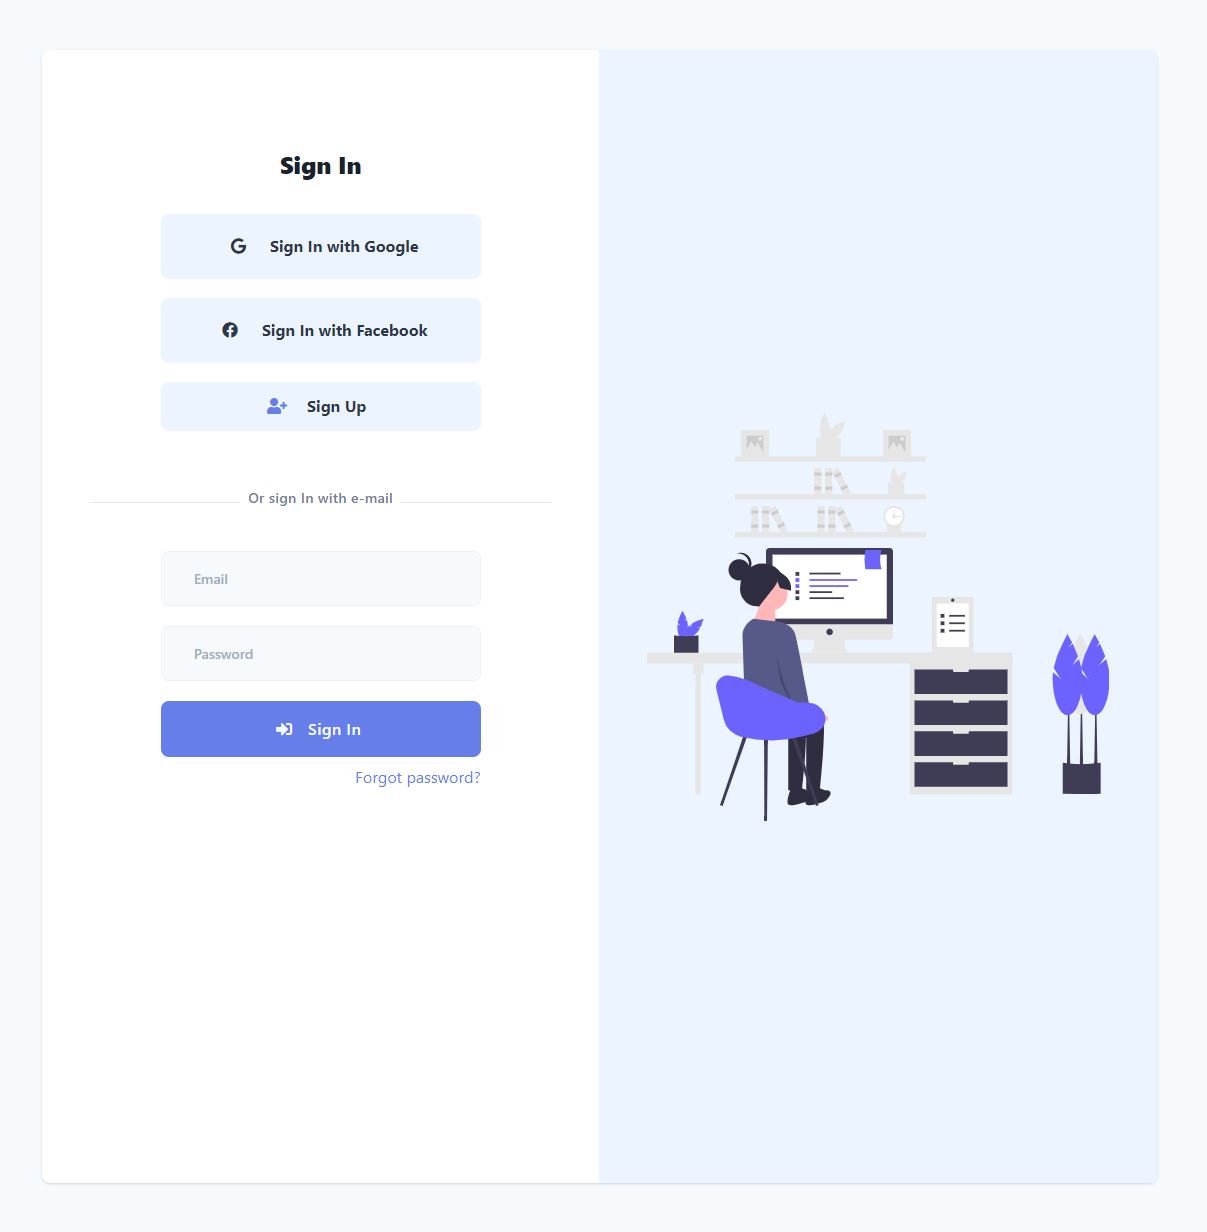 Sign In
Sign In with Google
Sign In with Facebook
Sign Up
Or sign In with e-mail
Email
Password
Sign In
Forgot password?